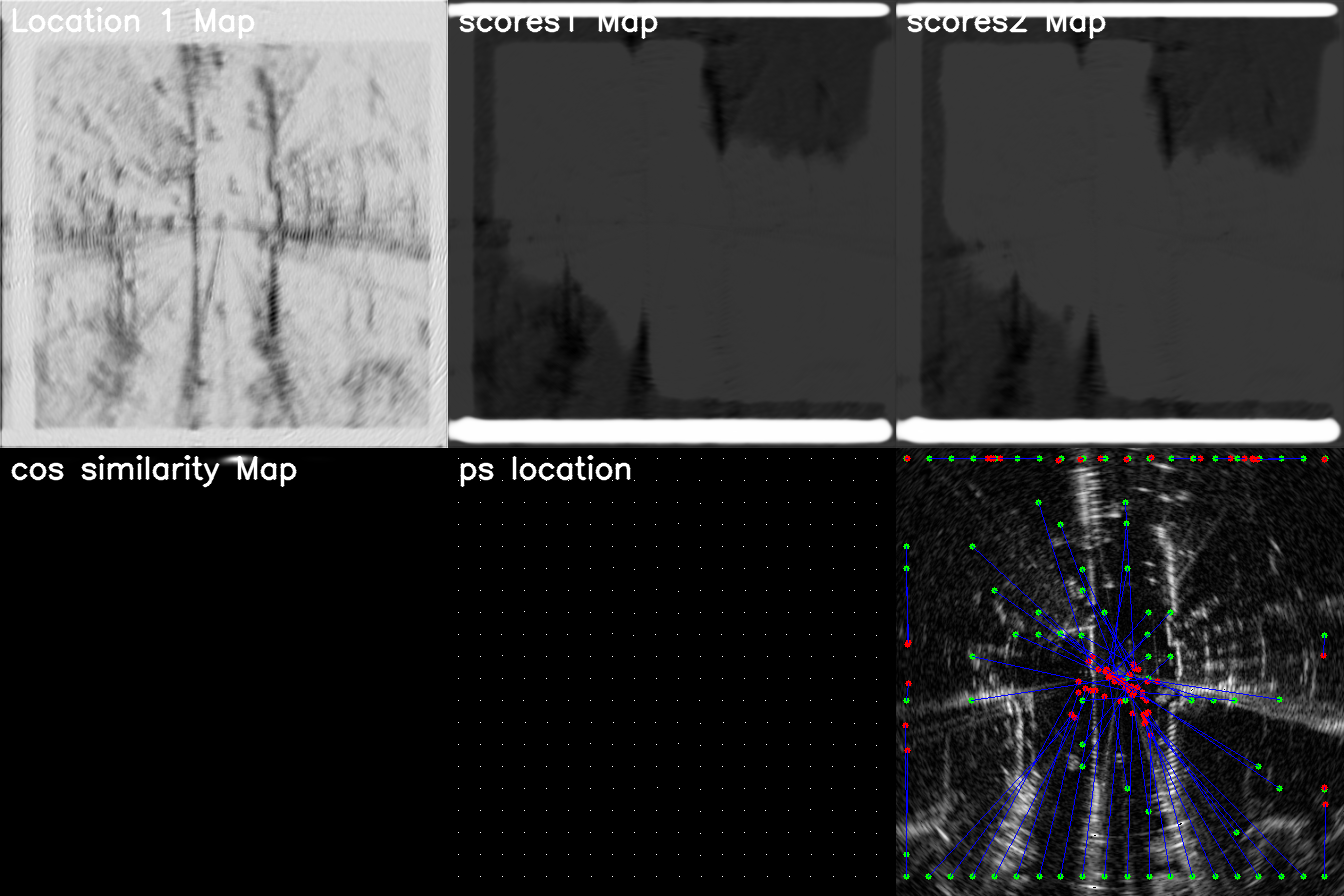 Location 1 Map
scores1 Map
scores2 Map
cos similarity Map
ps location